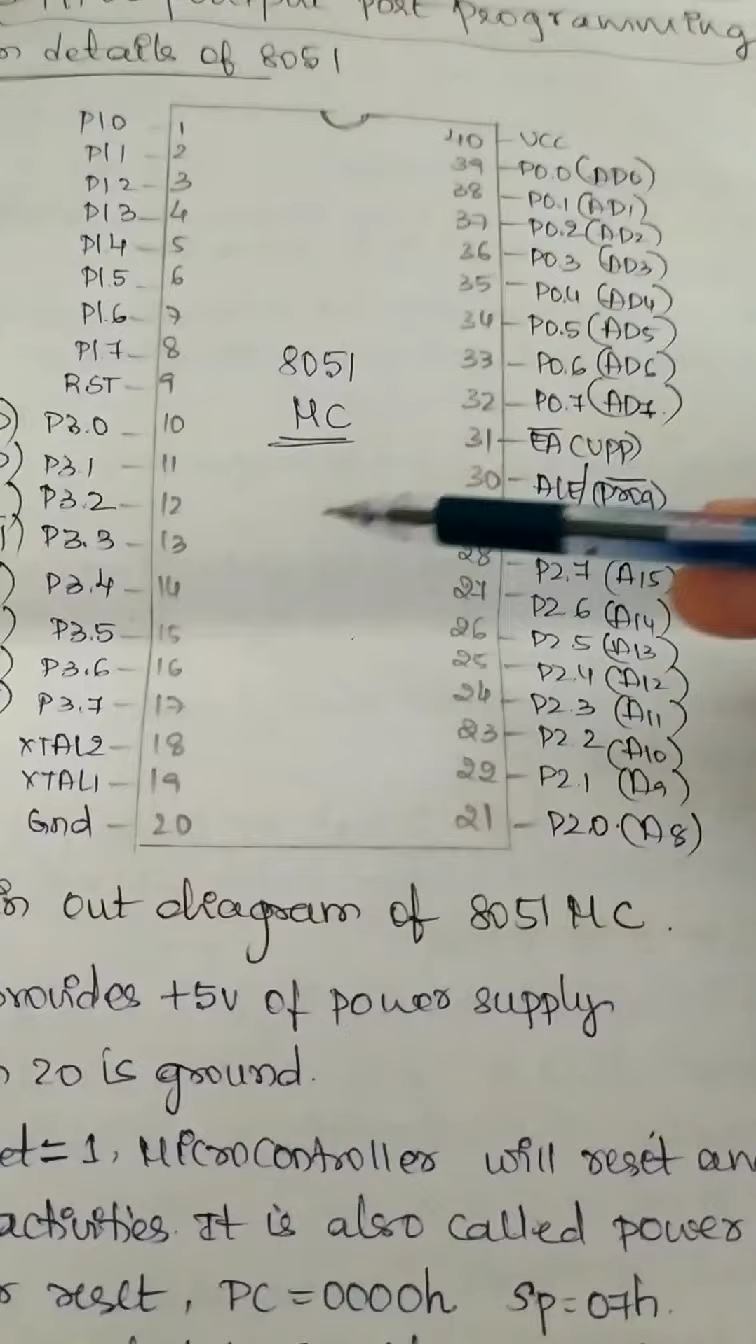 Port Programming
details of 8051
P1.0 1
P1.1 2
P1.2 3
P1.3 4
P1.4 5
P1.5 6
P1.6 7
P1.7 8
RST 9
P3.0 10
P3.1 11
P3.2 12
P3.3 13
P3.4 14
P3.5 15
P3.6 16
P3.7 17
XTAL2 18
XTAL1 19
Gnd 20
8051
MC
40 VCC
39 P0.0 (AD0)
38 P0.1 (AD1)
37 P0.2 (AD2)
36 P0.3 (AD3)
35 P0.4 (AD4)
34 P0.5 (AD5)
33 P0.6 (AD6)
32 P0.7 (AD7)
31 EA (VPP)
30 ALE/(Prog)
28 P2.7 (A15)
27 P2.6 (A14)
26 P2.5 (A13)
25 P2.4 (A12)
24 P2.3 (A11)
23 P2.2 (A10)
22 P2.1 (A9)
21 P2.0 (A8)
out diagram of 8051 MC.
provides +5v of power supply
20 is ground.
et = 1, Microcontroller will reset an
activities. It is also called power
reset, PC = 0000h SP = 07h.